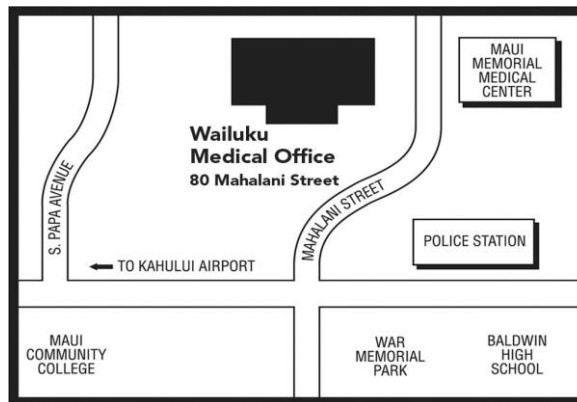 MAUI
MEMORIAL
MEDICAL
CENTER
Wailuku
Medical Office
80 Mahalani Street
S. PAPA AVENUE
MAHALANI STREET
POLICE STATION
TO KAHULUI AIRPORT
MAUI
COMMUNITY
COLLEGE
WAR
MEMORIAL
PARK
BALDWIN
HIGH
SCHOOL